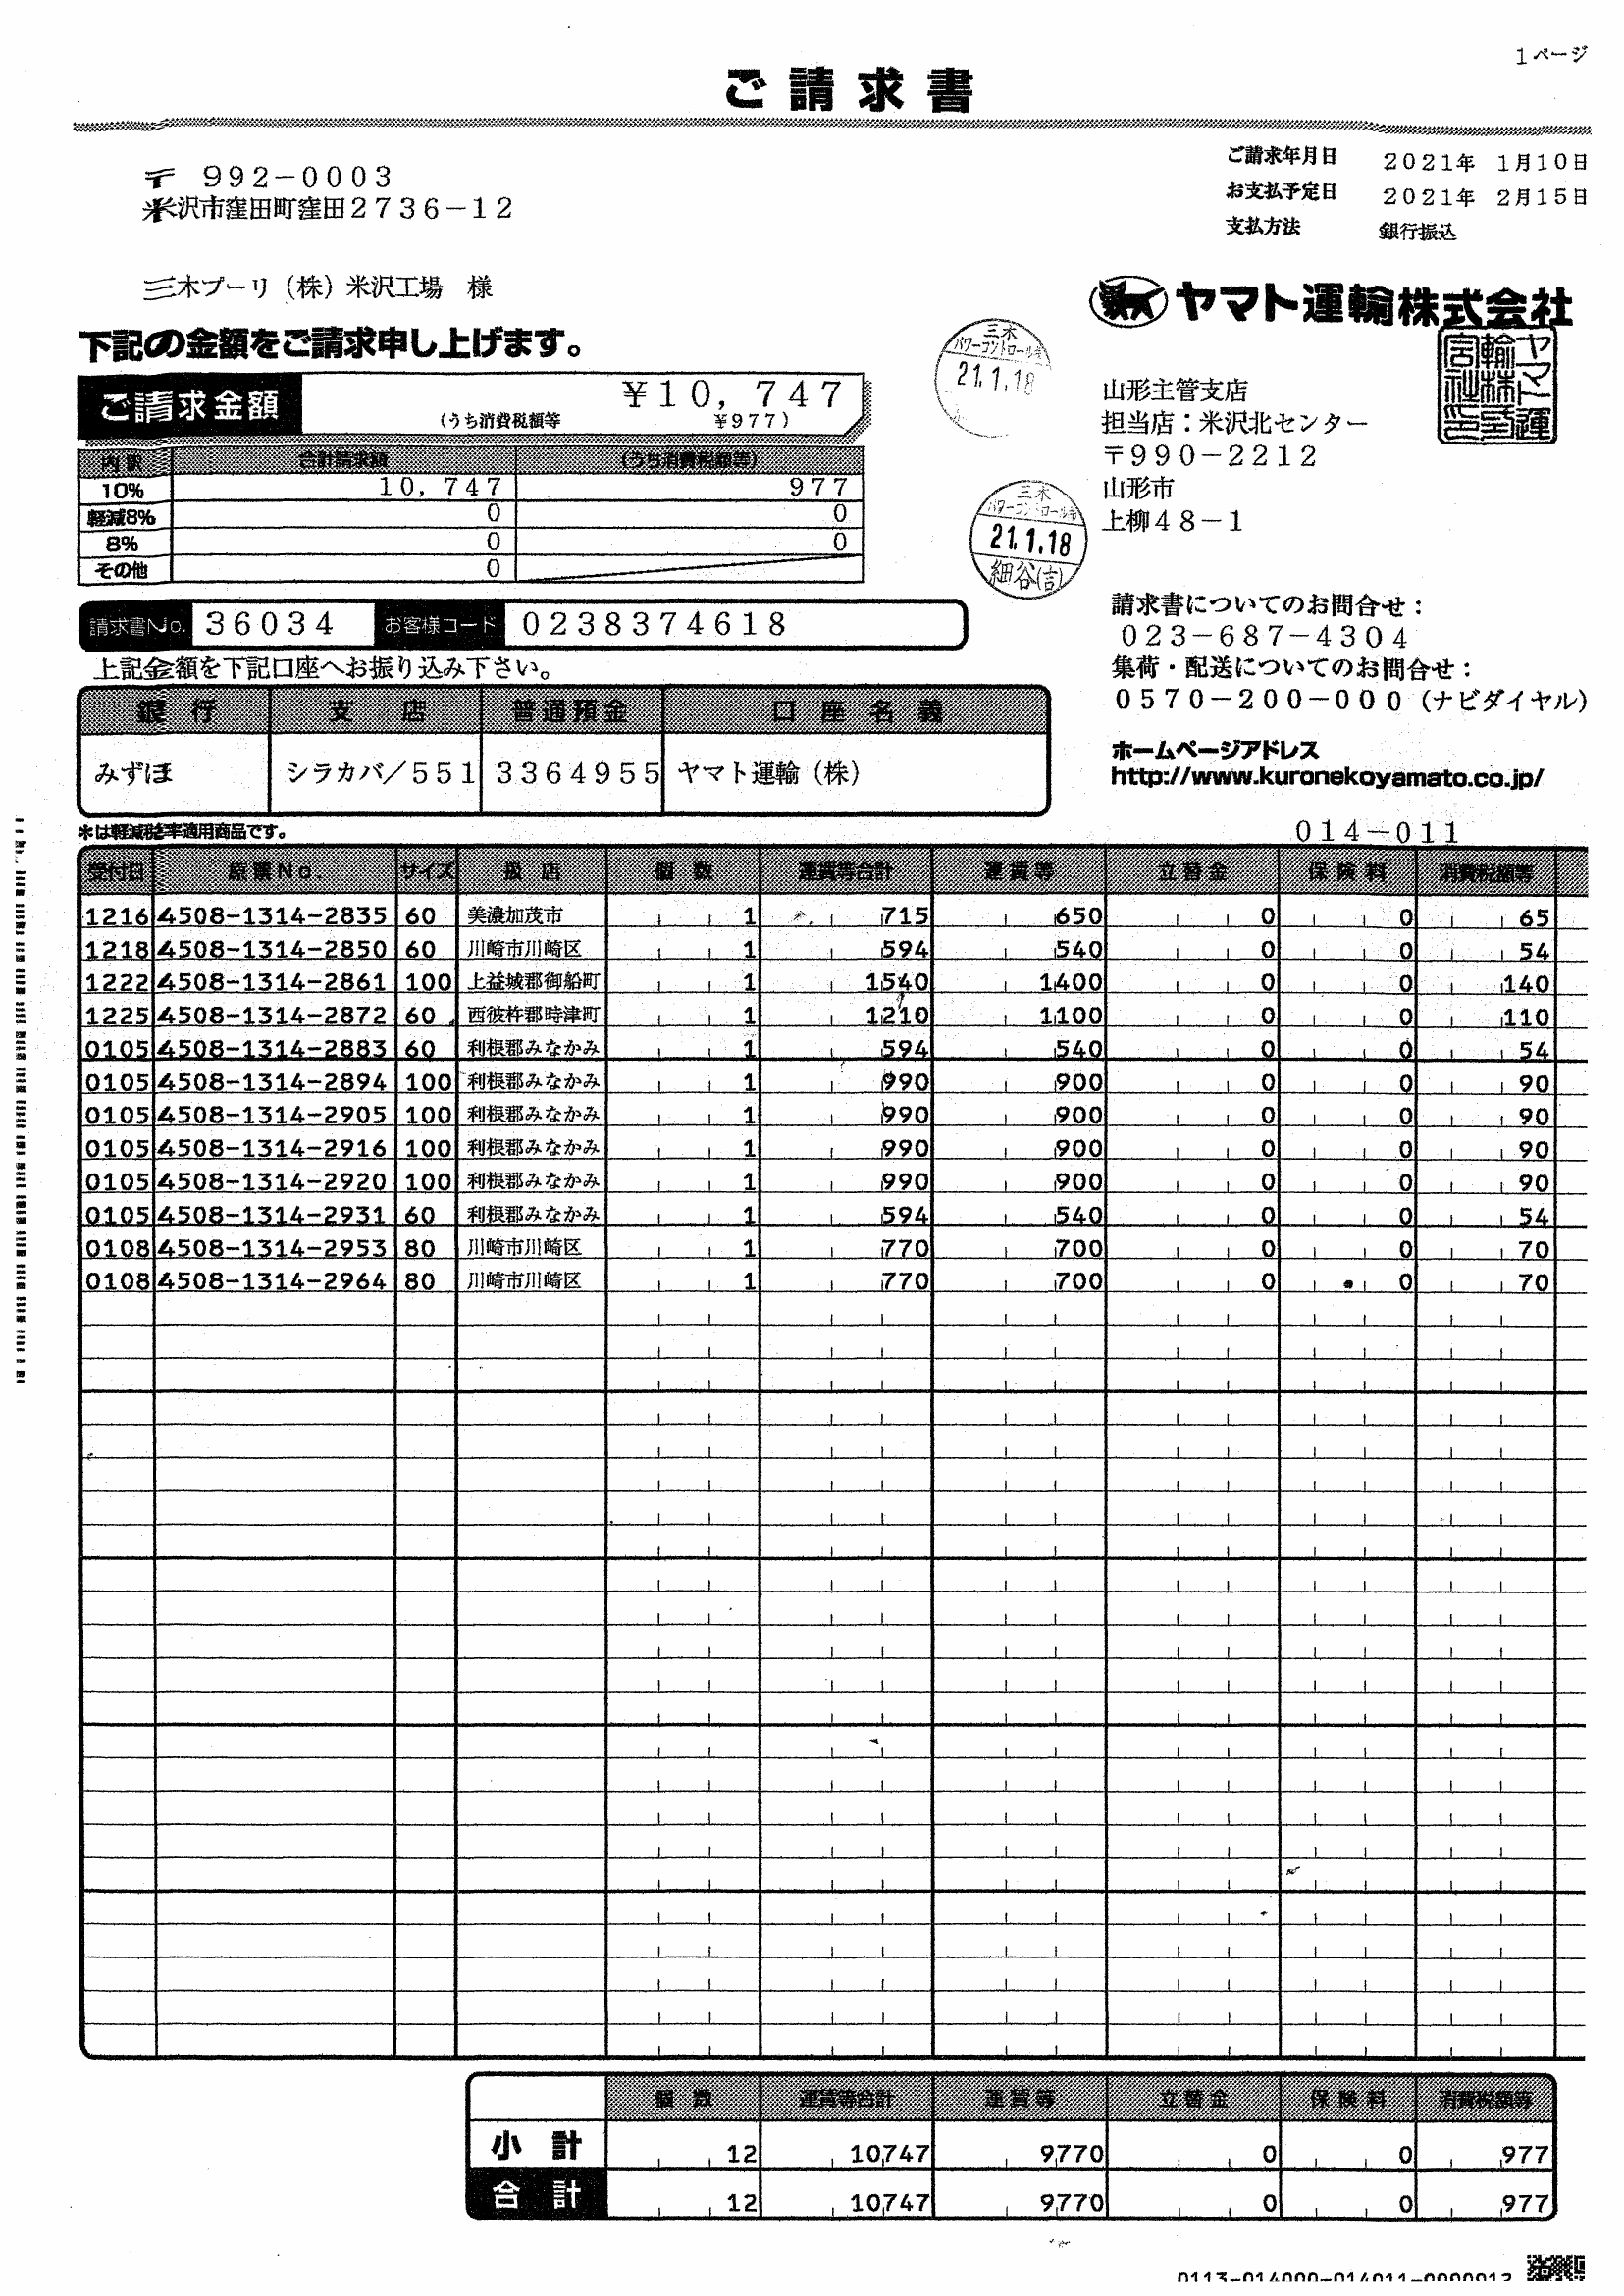 1ページ
ご請求書
ご請求年月日 2021年 1月10日
お支払予定日 2021年 2月15日
支払方法 銀行振込
〒 992-0003
米沢市窪田町窪田2736-12
三木プーリ(株)米沢工場 様
ヤマト運輸株式会社
下記の金額をご請求申し上げます。
ご請求金額 ¥10,747
(うち消費税額等 ¥977)
三木
パワーコントロール
21.1.18
山形主管支店
担当店:米沢北センター
〒990-2212
山形市
上柳48-1
内訳 合計請求額 (うち消費税額等)
10% 10,747 977
軽減8% 0 0
8% 0 0
その他 0
三木
パワーコントロール
21.1.18
細谷(吉)
請求書No. 36034 お客様コード 0238374618
請求書についてのお問合せ:
023-687-4304
集荷・配送についてのお問合せ:
0570-200-000(ナビダイヤル)
上記金額を下記口座へお振り込み下さい。
銀行 支店 普通預金 口座名義
みずほ シラカバ/551 3364955 ヤマト運輸(株)
ホームページアドレス
http://www.kuronekoyamato.co.jp/
*は軽減税率適用商品です。
014-011
受付日 原票No. サイズ 扱店 個数 運賃等合計 運賃等 立替金 保険料 消費税額等
1216 4508-1314-2835 60 美濃加茂市 1 715 650 0 0 65
1218 4508-1314-2850 60 川崎市川崎区 1 594 540 0 0 54
1222 4508-1314-2861 100 上益城郡御船町 1 1540 1400 0 0 140
1225 4508-1314-2872 60 西彼杵郡時津町 1 1210 1100 0 0 110
0105 4508-1314-2883 60 利根郡みなかみ 1 594 540 0 0 54
0105 4508-1314-2894 100 利根郡みなかみ 1 990 900 0 0 90
0105 4508-1314-2905 100 利根郡みなかみ 1 990 900 0 0 90
0105 4508-1314-2916 100 利根郡みなかみ 1 990 900 0 0 90
0105 4508-1314-2920 100 利根郡みなかみ 1 990 900 0 0 90
0105 4508-1314-2931 60 利根郡みなかみ 1 594 540 0 0 54
0108 4508-1314-2953 80 川崎市川崎区 1 770 700 0 0 70
0108 4508-1314-2964 80 川崎市川崎区 1 770 700 0 0 70
個数 運賃等合計 運賃等 立替金 保険料 消費税額等
小計 12 10747 9770 0 0 977
合計 12 10747 9770 0 0 977